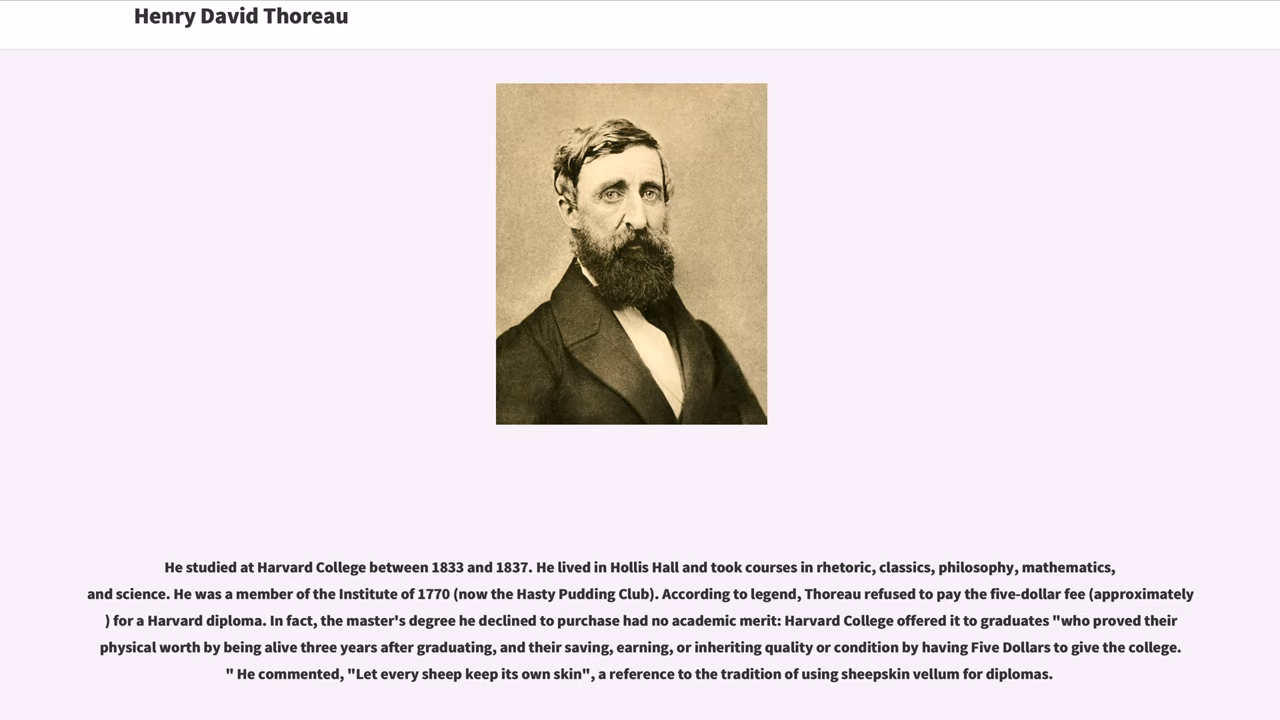 Henry David Thoreau
He studied at Harvard College between 1833 and 1837. He lived in Hollis Hall and took courses in rhetoric, classics, philosophy, mathematics,
and science. He was a member of the Institute of 1770 (now the Hasty Pudding Club). According to legend, Thoreau refused to pay the five-dollar fee (approximately
) for a Harvard diploma. In fact, the master's degree he declined to purchase had no academic merit: Harvard College offered it to graduates "who proved their
physical worth by being alive three years after graduating, and their saving, earning, or inheriting quality or condition by having Five Dollars to give the college.
" He commented, "Let every sheep keep its own skin", a reference to the tradition of using sheepskin vellum for diplomas.